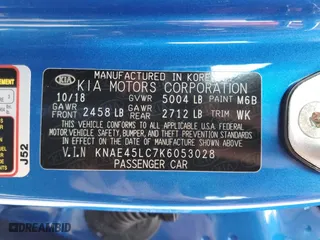 MANUFACTURED IN KOREA
KIA KIA MOTORS CORPORATION
10/18 GVWR 5004 LB PAINT M6B
GAWR FRONT 2458 LB GAWR REAR 2712 LB TRIM WK
THIS VEHICLE CONFORMS TO ALL APPLICABLE U.S. FEDERAL
MOTOR VEHICLE SAFETY, BUMPER, AND THEFT PREVENTION STANDARDS
IN EFFECT ON THE DATE OF MANUFACTURE SHOWN ABOVE.
V.I.N KNAE45LC7K6053028
PASSENGER CAR
J52